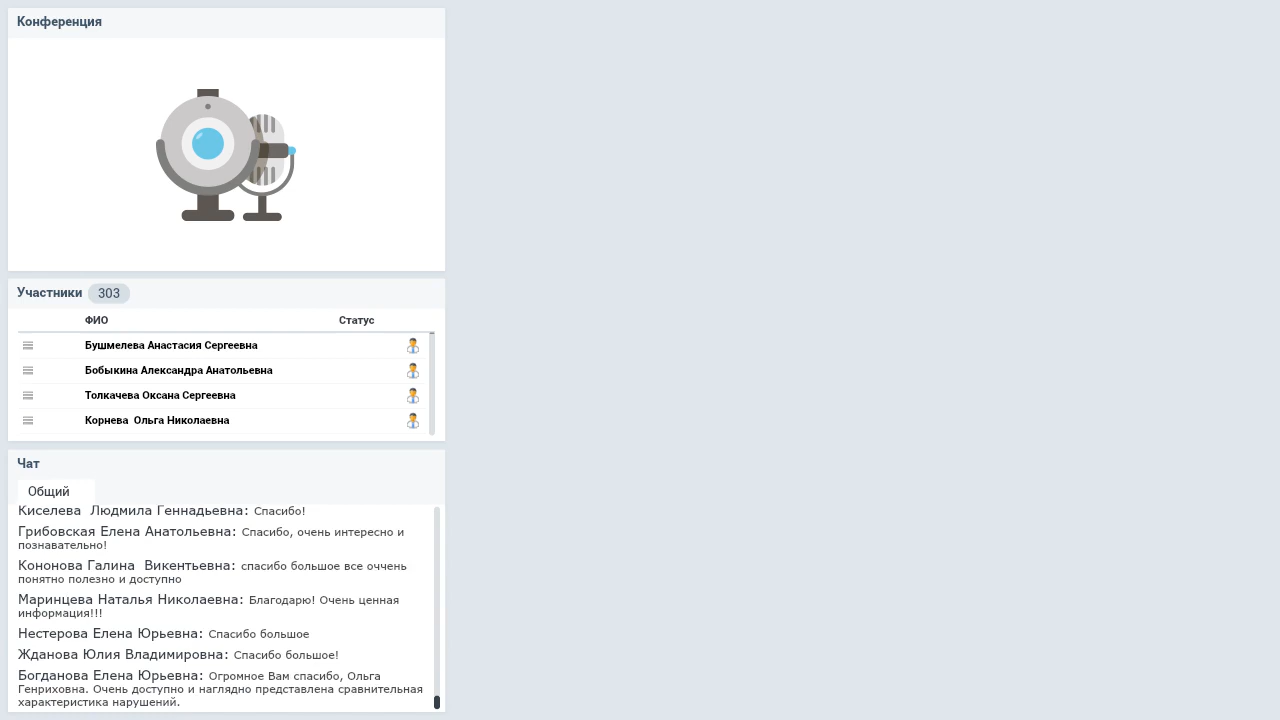 Конференция
Участники 303
ФИО Статус
Бушмелева Анастасия Сергеевна
Бобыкина Александра Анатольевна
Толкачева Оксана Сергеевна
Корнева  Ольга Николаевна
Чат
Общий
Киселева  Людмила Геннадьевна: Спасибо!
Грибовская Елена Анатольевна: Спасибо, очень интересно и
познавательно!
Кононова Галина  Викентьевна: спасибо большое все оччень
понятно полезно и доступно
Маринцева Наталья Николаевна: Благодарю! Очень ценная
информация!!!
Нестерова Елена Юрьевна: Спасибо большое
Жданова Юлия Владимировна: Спасибо большое!
Богданова Елена Юрьевна: Огромное Вам спасибо, Ольга
Генриховна. Очень доступно и наглядно представлена сравнительная
характеристика нарушений.